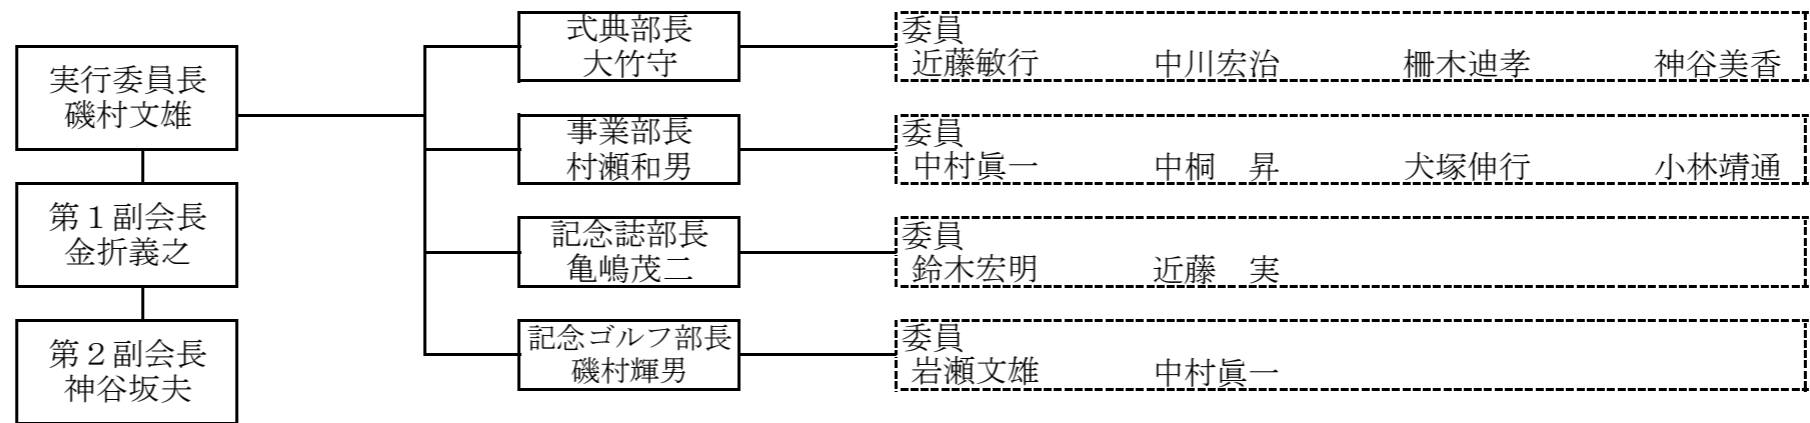 実行委員長
磯村文雄
第１副会長
金折義之
第２副会長
神谷坂夫
式典部長
大竹守
委員
近藤敏行　中川宏治　柵木迪孝　神谷美香
事業部長
村瀬和男
委員
中村眞一　中桐　昇　犬塚伸行　小林靖通
記念誌部長
亀嶋茂二
委員
鈴木宏明　近藤　実
記念ゴルフ部長
磯村輝男
委員
岩瀬文雄　中村眞一